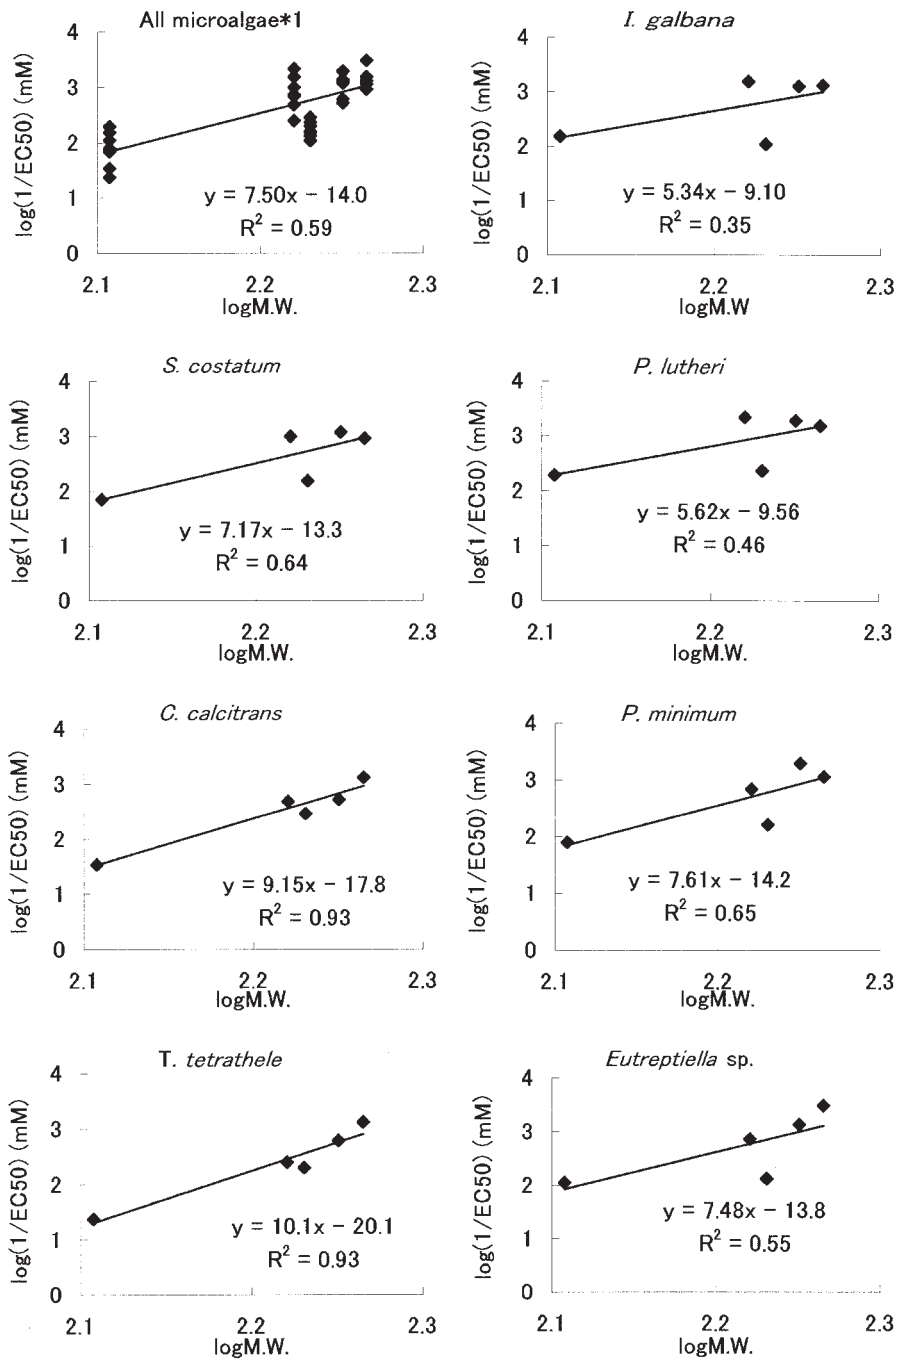 All microalgae*1
log(1/EC50) (mM)
4
3
2
1
0
y = 7.50x − 14.0
R² = 0.59
2.1 2.2 2.3
logM.W.
I. galbana
log(1/EC50) (mM)
4
3
2
1
0
y = 5.34x − 9.10
R² = 0.35
2.1 2.2 2.3
logM.W
S. costatum
log(1/EC50) (mM)
4
3
2
1
0
y = 7.17x − 13.3
R² = 0.64
2.1 2.2 2.3
logM.W.
P. lutheri
log(1/EC50) (mM)
4
3
2
1
0
y = 5.62x − 9.56
R² = 0.46
2.1 2.2 2.3
logM.W.
C. calcitrans
log(1/EC50) (mM)
4
3
2
1
0
y = 9.15x − 17.8
R² = 0.93
2.1 2.2 2.3
logM.W.
P. minimum
log(1/EC50) (mM)
4
3
2
1
0
y = 7.61x − 14.2
R² = 0.65
2.1 2.2 2.3
logM.W.
T. tetrathele
log(1/EC50) (mM)
4
3
2
1
0
y = 10.1x − 20.1
R² = 0.93
2.1 2.2 2.3
logM.W.
Eutreptiella sp.
log(1/EC50) (mM)
4
3
2
1
0
y = 7.48x − 13.8
R² = 0.55
2.1 2.2 2.3
logM.W.